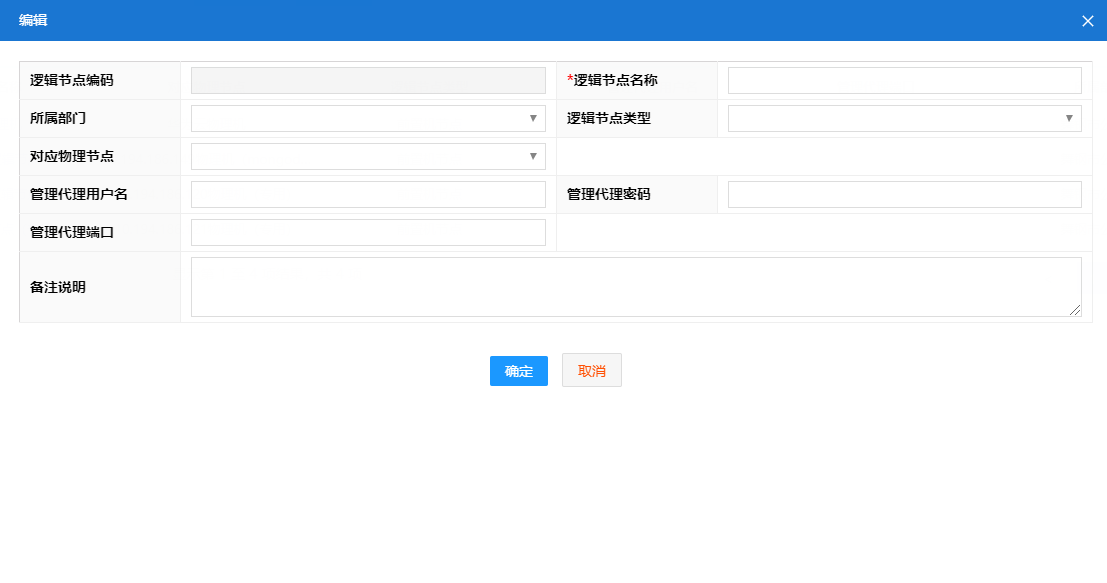 编辑
逻辑节点编码
*逻辑节点名称
所属部门
逻辑节点类型
对应物理节点
管理代理用户名
管理代理密码
管理代理端口
备注说明
确定
取消